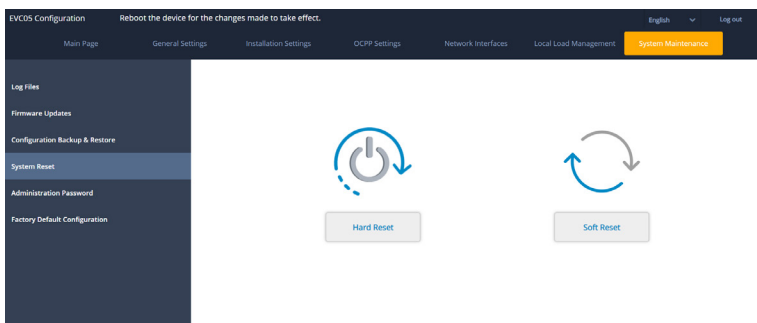 EVC05 Configuration Reboot the device for the changes made to take effect. English Log out
Main Page General Settings Installation Settings OCPP Settings Network Interfaces Local Load Management System Maintenance
Log Files
Firmware Updates
Configuration Backup & Restore
System Reset
Administration Password
Factory Default Configuration
Hard Reset Soft Reset